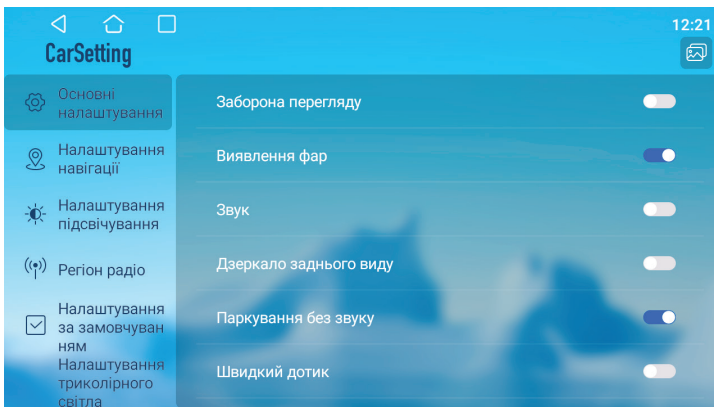 12:21
CarSetting
Основні
налаштування
Налаштування
навігації
Налаштування
підсвічування
Регіон радіо
Налаштування
за замовчуван
ням
Налаштування
триколірного
світла
Заборона перегляду
Виявлення фар
Звук
Дзеркало заднього виду
Паркування без звуку
Швидкий дотик